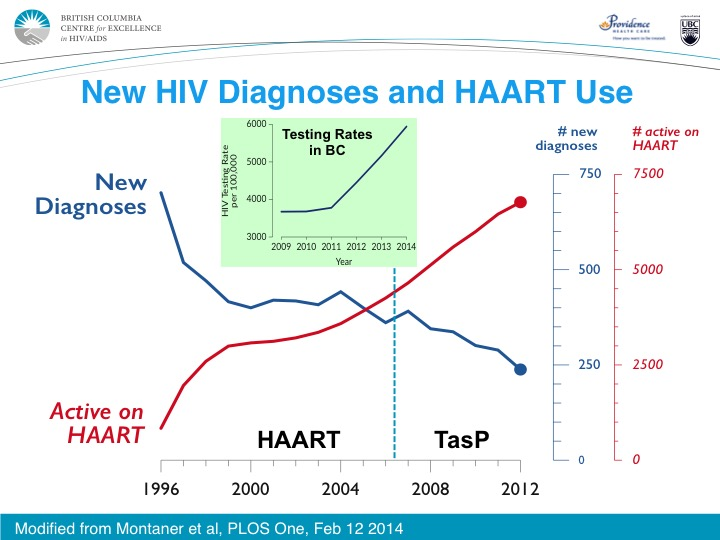 BRITISH COLUMBIA
CENTRE for EXCELLENCE
in HIV/AIDS
Providence
HEALTH CARE
How you want to be treated.
UBC
New HIV Diagnoses and HAART Use
Testing Rates
in BC
HIV Testing Rate
per 100,000
6000
5000
4000
3000
2009 2010 2011 2012 2013 2014
Year
# new
diagnoses
# active on
HAART
750
500
250
0
7500
5000
2500
0
New
Diagnoses
Active on
HAART
HAART
TasP
1996 2000 2004 2008 2012
Modified from Montaner et al, PLOS One, Feb 12 2014